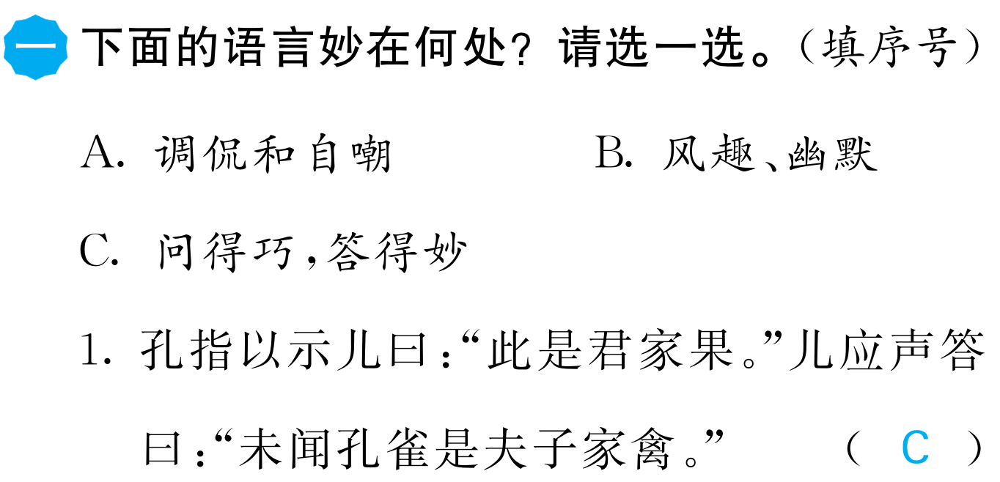 一 下面的语言妙在何处？请选一选。（填序号）
A. 调侃和自嘲 B. 风趣、幽默
C. 问得巧，答得妙
1. 孔指以示儿曰：“此是君家果。”儿应声答
曰：“未闻孔雀是夫子家禽。” （ C ）